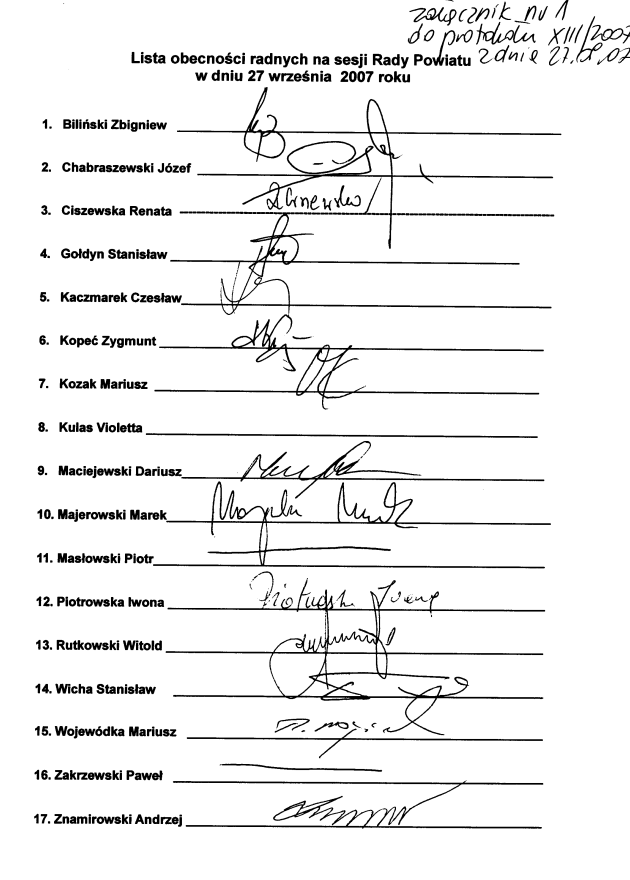 załącznik nr 1
do protokołu XIII/2007
z dnia 27.09.07
Lista obecności radnych na sesji Rady Powiatu
w dniu 27 września 2007 roku
1. Biliński Zbigniew
2. Chabraszewski Józef
3. Ciszewska Renata
4. Gołdyn Stanisław
5. Kaczmarek Czesław
6. Kopeć Zygmunt
7. Kozak Mariusz
8. Kulas Violetta
9. Maciejewski Dariusz
10. Majerowski Marek
11. Masłowski Piotr
12. Piotrowska Iwona
13. Rutkowski Witold
14. Wicha Stanisław
15. Wojewódka Mariusz
16. Zakrzewski Paweł
17. Znamirowski Andrzej